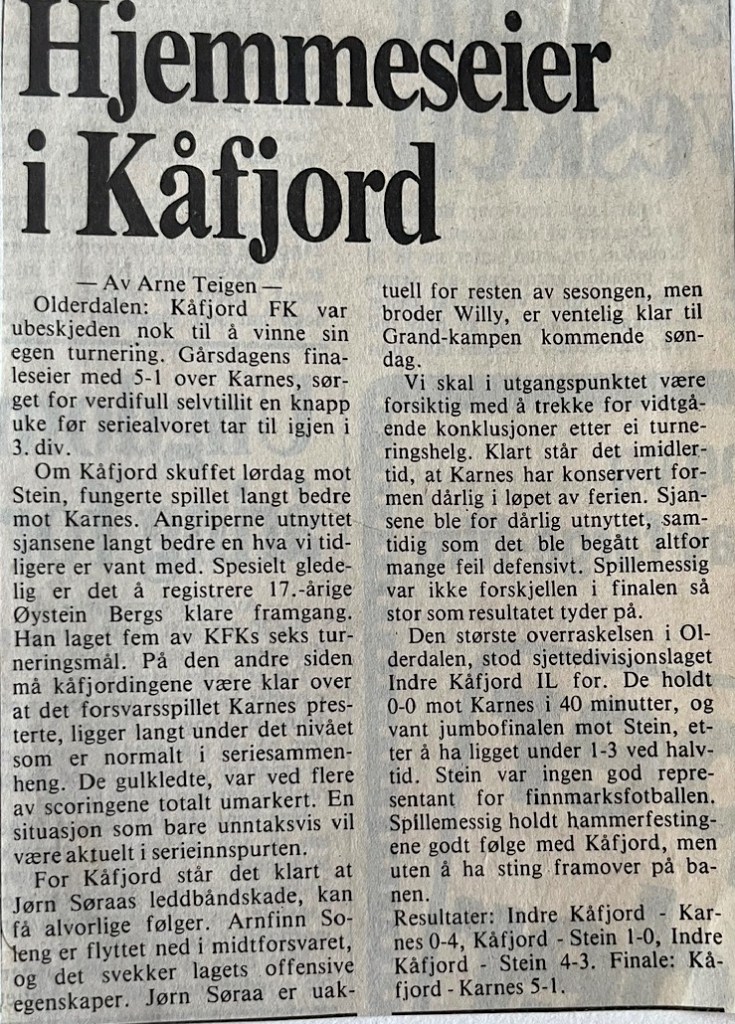 Hjemmeseier
i Kåfjord
— Av Arne Teigen —
Olderdalen: Kåfjord FK var
ubeskjeden nok til å vinne sin
egen turnering. Gårsdagens fina-
leseier med 5-1 over Karnes, sør-
get for verdifull selvtillit en knapp
uke før seriealvoret tar til igjen i
3. div.
Om Kåfjord skuffet lørdag mot
Stein, fungerte spillet langt bedre
mot Karnes. Angriperne utnyttet
sjansene langt bedre en hva vi tid-
ligere er vant med. Spesielt glede-
lig er det å registrere 17.-årige
Øystein Bergs klare framgang.
Han laget fem av KFKs seks tur-
neringsmål. På den andre siden
må kåfjordingene være klar over
at det forsvarsspillet Karnes pres-
terte, ligger langt under det nivået
som er normalt i seriesammen-
heng. De gulkledte, var ved flere
av scoringene totalt umarkert. En
situasjon som bare unntaksvis vil
være aktuelt i serieinnspurten.
For Kåfjord står det klart at
Jørn Søraas leddbåndskade, kan
få alvorlige følger. Arnfinn So-
leng er flyttet ned i midtforsvaret,
og det svekker lagets offensive
egenskaper. Jørn Søraa er uak-
tuell for resten av sesongen, men
broder Willy, er ventelig klar til
Grand-kampen kommende søn-
dag.
Vi skal i utgangspunktet være
forsiktig med å trekke for vidtgå-
ende konklusjoner etter ei turne-
ringshelg. Klart står det imidler-
tid, at Karnes har konservert for-
men dårlig i løpet av ferien. Sjan-
sene ble for dårlig utnyttet, sam-
tidig som det ble begått altfor
mange feil defensivt. Spillemessig
var ikke forskjellen i finalen så
stor som resultatet tyder på.
Den største overraskelsen i Ol-
derdalen, stod sjettedivisjonslaget
Indre Kåfjord IL for. De holdt
0-0 mot Karnes i 40 minutter, og
vant jumbofinalen mot Stein, et-
ter å ha ligget under 1-3 ved halv-
tid. Stein var ingen god repre-
sentant for finnmarksfotballen.
Spillemessig holdt hammerfesting-
ene godt følge med Kåfjord, men
uten å ha sting framover på ba-
nen.
Resultater: Indre Kåfjord - Kar-
nes 0-4, Kåfjord - Stein 1-0, Indre
Kåfjord - Stein 4-3. Finale: Kå-
fjord - Karnes 5-1.